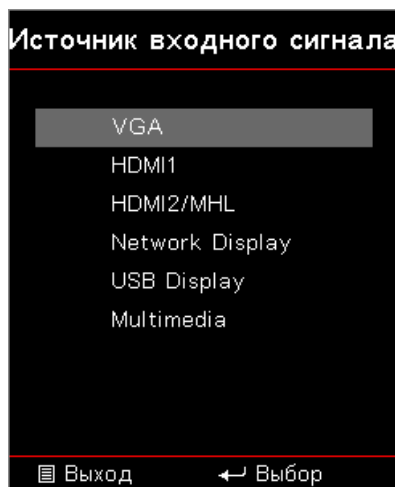 Источник входного сигнала
VGA
HDMI1
HDMI2/MHL
Network Display
USB Display
Multimedia
Выход Выбор